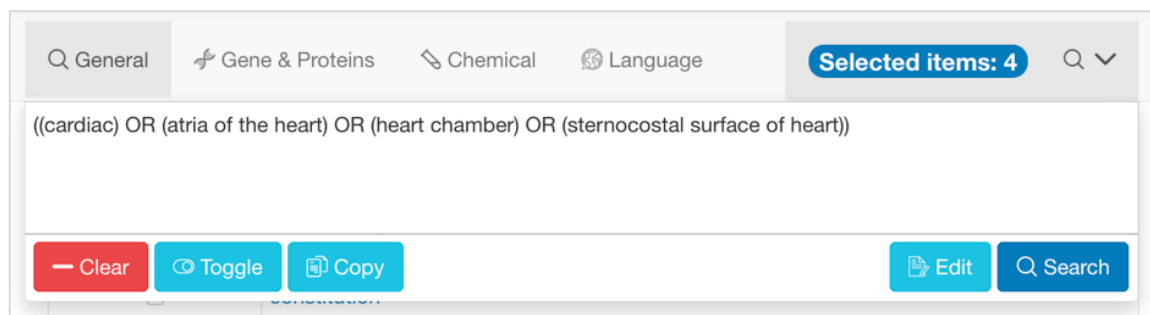 General Gene & Proteins Chemical Language Selected items: 4
((cardiac) OR (atria of the heart) OR (heart chamber) OR (sternocostal surface of heart))
Clear Toggle Copy Edit Search